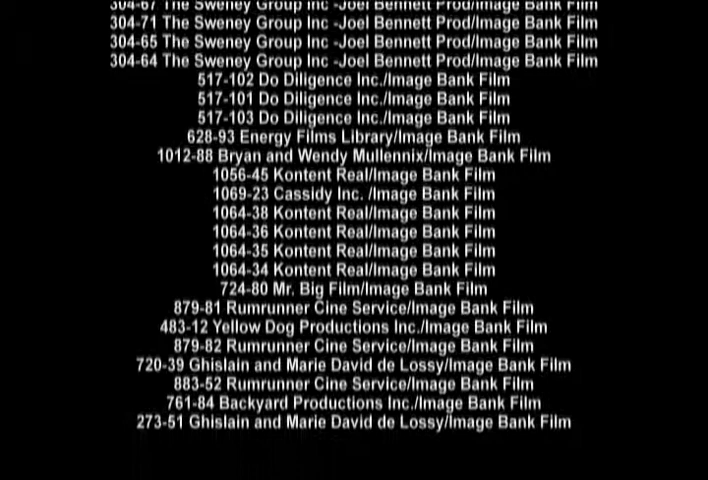 304-67 The Sweney Group Inc -Joel Bennett Prod/Image Bank Film
304-71 The Sweney Group Inc -Joel Bennett Prod/Image Bank Film
304-65 The Sweney Group Inc -Joel Bennett Prod/Image Bank Film
304-64 The Sweney Group Inc -Joel Bennett Prod/Image Bank Film
517-102 Do Diligence Inc./Image Bank Film
517-101 Do Diligence Inc./Image Bank Film
517-103 Do Diligence Inc./Image Bank Film
628-93 Energy Films Library/Image Bank Film
1012-88 Bryan and Wendy Mullennix/Image Bank Film
1056-45 Kontent Real/Image Bank Film
1069-23 Cassidy Inc. /Image Bank Film
1064-38 Kontent Real/Image Bank Film
1064-36 Kontent Real/Image Bank Film
1064-35 Kontent Real/Image Bank Film
1064-34 Kontent Real/Image Bank Film
724-80 Mr. Big Film/Image Bank Film
879-81 Rumrunner Cine Service/Image Bank Film
483-12 Yellow Dog Productions Inc./Image Bank Film
879-82 Rumrunner Cine Service/Image Bank Film
720-39 Ghislain and Marie David de Lossy/Image Bank Film
883-52 Rumrunner Cine Service/Image Bank Film
761-84 Backyard Productions Inc./Image Bank Film
273-51 Ghislain and Marie David de Lossy/Image Bank Film